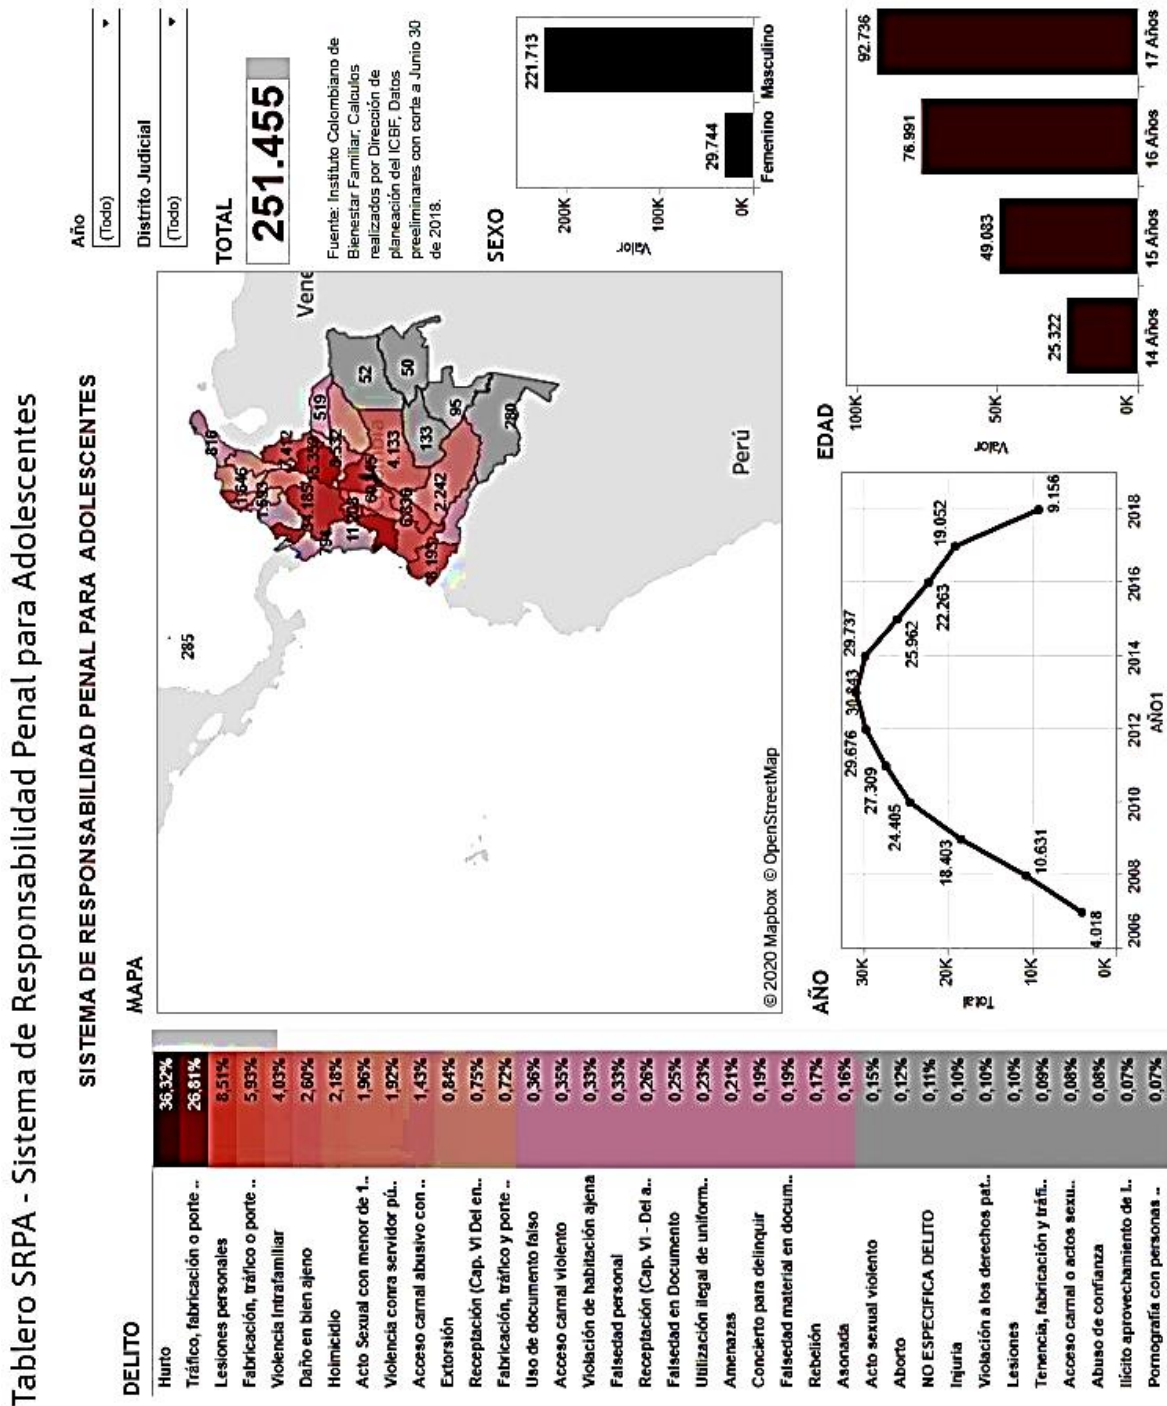 Tablero SRPA - Sistema de Responsabilidad Penal para Adolescentes
SISTEMA DE RESPONSABILIDAD PENAL PARA ADOLESCENTES
DELITO
Hurto 36,32%
Tráfico, fabricación o porte .. 26,81%
Lesiones personales 8,51%
Fabricación, tráfico o porte .. 5,93%
Violencia Intrafamiliar 4,03%
Daño en bien ajeno 2,60%
Hoimicidio 2,18%
Acto Sexual con menor de 1.. 1,96%
Violencia conra servidor pú.. 1,92%
Acceso carnal abusivo con .. 1,43%
Extorsión 0,84%
Receptación (Cap. VI Del en.. 0,75%
Fabricación, tráfico y porte .. 0,72%
Uso de documento falso 0,36%
Acceso carnal violento 0,35%
Violación de habitación ajena 0,33%
Falsedad personal 0,33%
Receptación (Cap. VI - Del a.. 0,26%
Falsedad en Documento 0,25%
Utilización ilegal de uniform.. 0,23%
Amenazas 0,21%
Concierto para delinquir 0,19%
Falsedad material en docum.. 0,19%
Rebelión 0,17%
Asonada 0,16%
Acto sexual violento 0,15%
Aborto 0,12%
NO ESPECIFICA DELITO 0,11%
Injuria 0,10%
Violación a los derechos pat.. 0,10%
Lesiones 0,10%
Tenencia, fabricación y tráfi.. 0,09%
Acceso carnal o actos sexu.. 0,08%
Abuso de confianza 0,08%
Ilícito aprovechamiento de l.. 0,07%
Pornografía con personas .. 0,07%
MAPA
285
816
1.646
519
52
50
4.133
133
95
2.242
280
794
Vene
Perú
© 2020 Mapbox © OpenStreetMap
Año
(Todo)
Distrito Judicial
(Todo)
TOTAL
251.455
Fuente: Instituto Colombiano de
Bienestar Familiar; Calculos
realizados por Dirección de
planeación del ICBF, Datos
preeliminares con corte a Junio 30
de 2018.
SEXO
Valor
200K
100K
0K
29.744
221.713
Femenino Masculino
AÑO
Total
30K
20K
10K
0K
4.018
10.631
18.403
24.405
27.309
29.676
30.843
29.737
25.962
22.263
19.052
9.156
2006 2008 2010 2012 2014 2016 2018
AÑO1
EDAD
Valor
100K
50K
0K
25.322
49.083
76.991
92.736
14 Años 15 Años 16 Años 17 Años